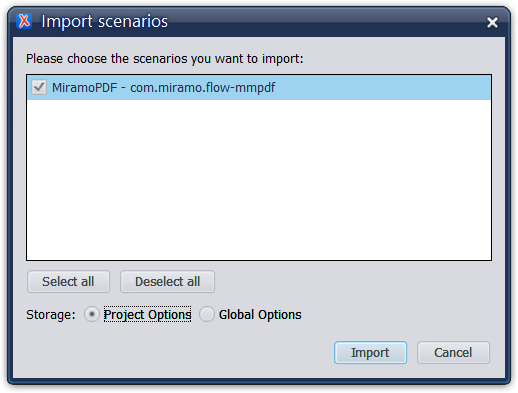 Import scenarios
Please choose the scenarios you want to import:
MiramoPDF - com.miramo.flow-mmpdf
Select all Deselect all
Storage: Project Options Global Options
Import Cancel